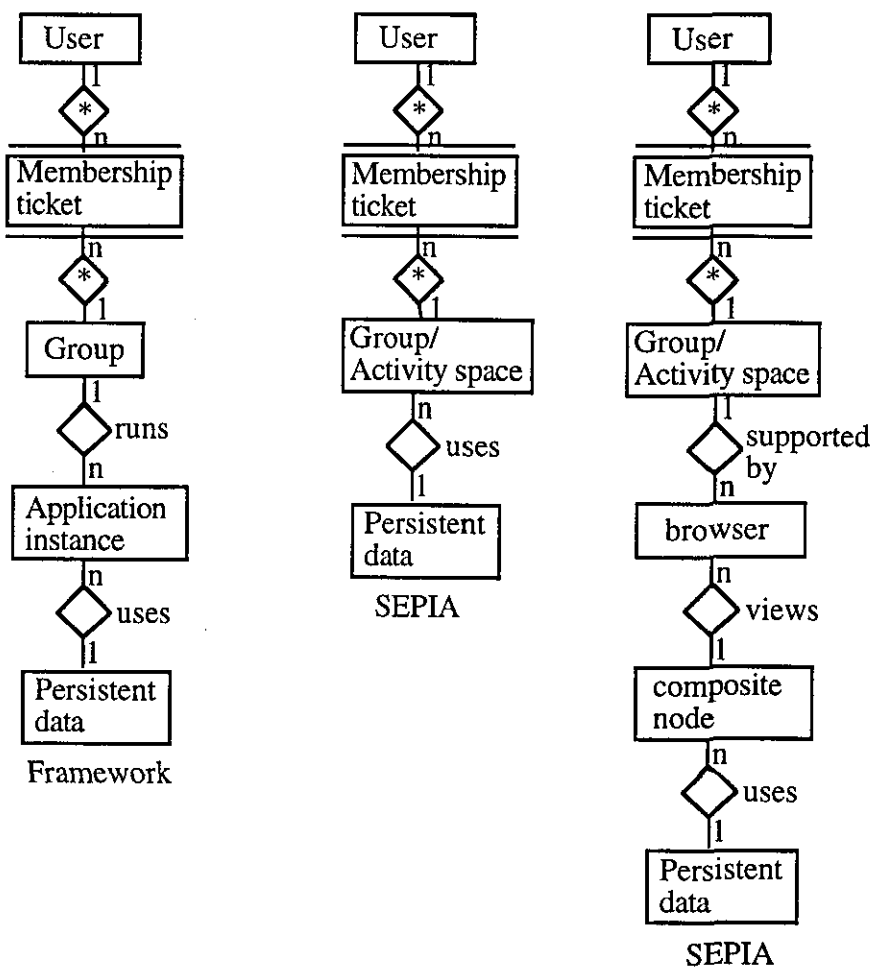 User
1
*
n
Membership
ticket
n
*
1
Group
1
runs
n
Application
instance
n
uses
1
Persistent
data
Framework
User
1
*
n
Membership
ticket
n
*
1
Group/
Activity space
n
uses
1
Persistent
data
SEPIA
User
1
*
n
Membership
ticket
n
*
1
Group/
Activity space
1
supported
by
n
browser
n
views
1
composite
node
n
uses
1
Persistent
data
SEPIA